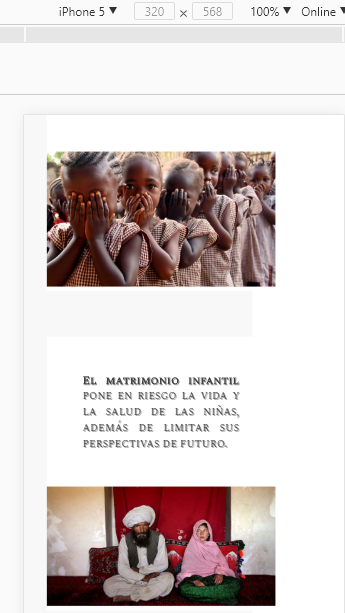 iPhone 5 ▼ 320 × 568 100% ▼ Online ▼
El matrimonio infantil
pone en riesgo la vida y
la salud de las niñas,
además de limitar sus
perspectivas de futuro.